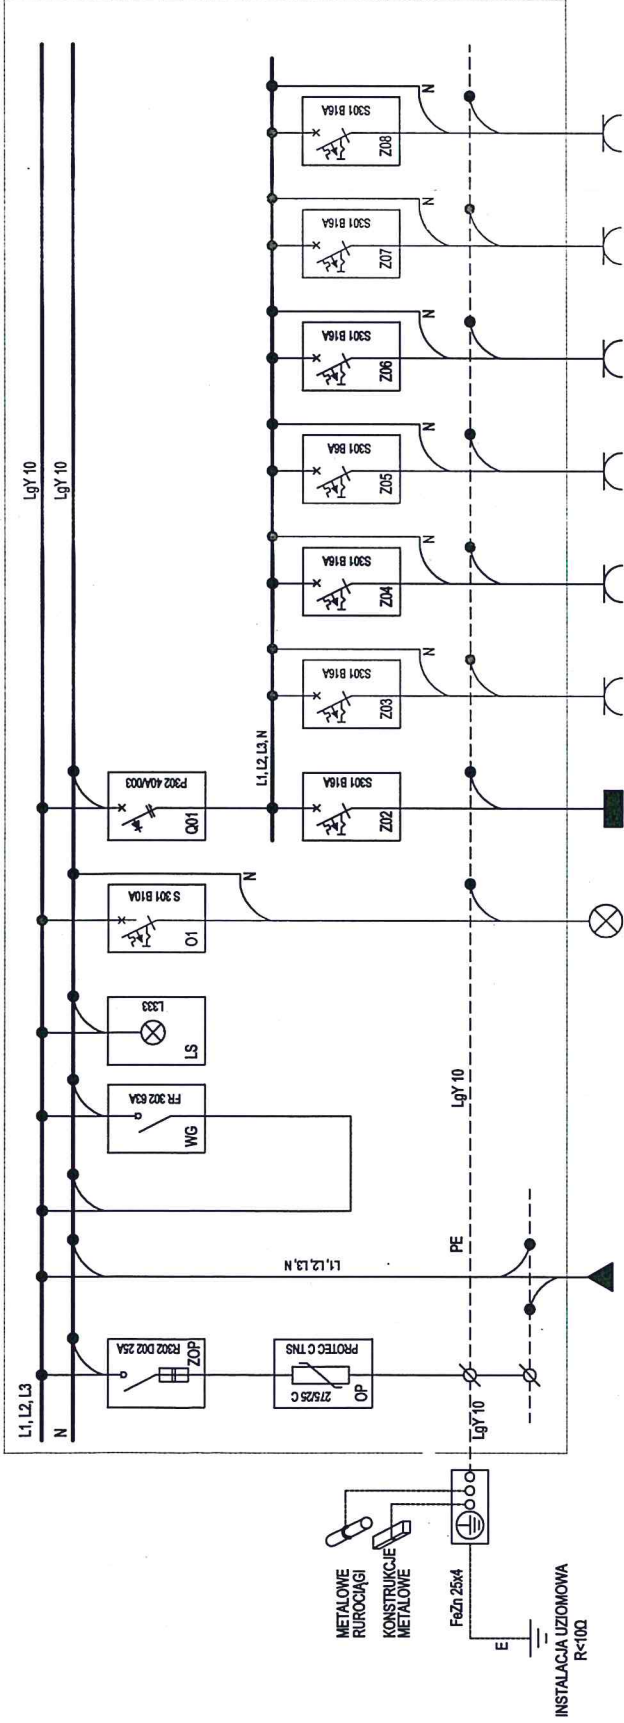 L1, L2, L3
N
LgY 10
LgY 10
R302 D02 25A
ZOP
PROTEC C TNS
275/25 C
OP
L1, L2, L3, N
FR 302 63A
WG
L333
LS
S 301 B10A
O1
N
P302 40A/003
Q01
L1, L2, L3, N
S301 B16A
Z02
S301 B16A
Z03
N
S301 B16A
Z04
N
S301 B6A
Z05
N
S301 B16A
Z06
N
S301 B16A
Z07
N
S301 B16A
Z08
N
PE
LgY 10
LgY 10
METALOWE
RUROCIĄGI
KONSTRUKCJE
METALOWE
FeZn 25x4
E
INSTALACJA UZIOMOWA
R<10Ω